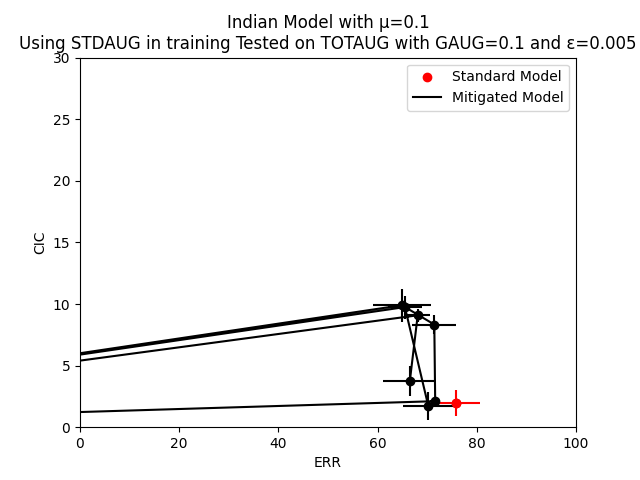 Indian Model with μ=0.1
Using STDAUG in training Tested on TOTAUG with GAUG=0.1 and ε=0.005
30
25
20
15
10
5
0
CIC
Standard Model
Mitigated Model
0 20 40 60 80 100
ERR